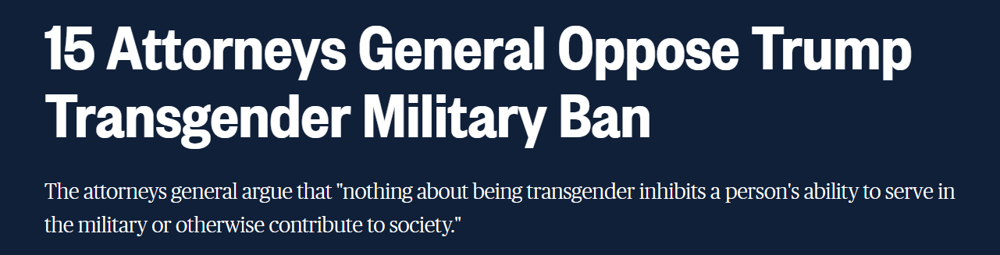 15 Attorneys General Oppose Trump
Transgender Military Ban
The attorneys general argue that "nothing about being transgender inhibits a person's ability to serve in
the military or otherwise contribute to society."